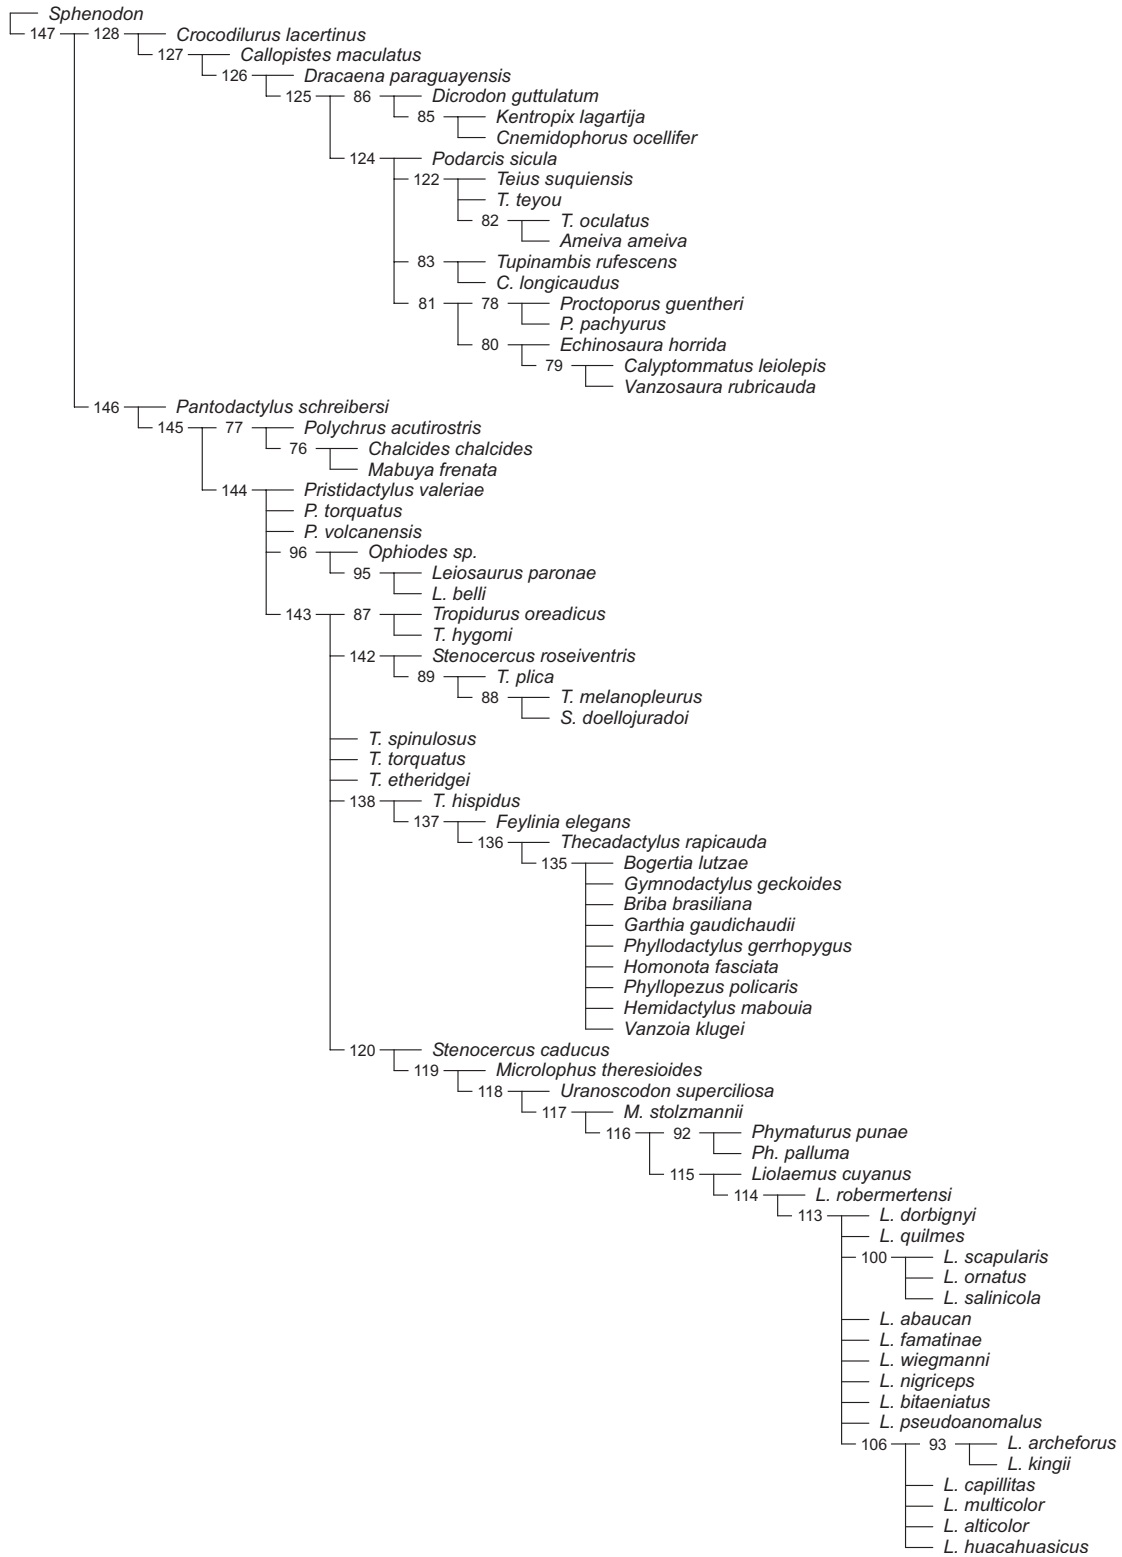 Sphenodon
147 128 Crocodilurus lacertinus
127 Callopistes maculatus
126 Dracaena paraguayensis
125 86 Dicrodon guttulatum
85 Kentropix lagartija
Cnemidophorus ocellifer
124 Podarcis sicula
122 Teius suquiensis
T. teyou
82 T. oculatus
Ameiva ameiva
83 Tupinambis rufescens
C. longicaudus
81 78 Proctoporus guentheri
P. pachyurus
80 Echinosaura horrida
79 Calyptommatus leiolepis
Vanzosaura rubricauda
146 Pantodactylus schreibersi
145 77 Polychrus acutirostris
76 Chalcides chalcides
Mabuya frenata
144 Pristidactylus valeriae
P. torquatus
P. volcanensis
96 Ophiodes sp.
95 Leiosaurus paronae
L. belli
143 87 Tropidurus oreadicus
T. hygomi
142 Stenocercus roseiventris
89 T. plica
88 T. melanopleurus
S. doellojuradoi
T. spinulosus
T. torquatus
T. etheridgei
138 T. hispidus
137 Feylinia elegans
136 Thecadactylus rapicauda
135 Bogertia lutzae
Gymnodactylus geckoides
Briba brasiliana
Garthia gaudichaudii
Phyllodactylus gerrhopygus
Homonota fasciata
Phyllopezus policaris
Hemidactylus mabouia
Vanzoia klugei
120 Stenocercus caducus
119 Microlophus theresioides
118 Uranoscodon superciliosa
117 M. stolzmannii
116 92 Phymaturus punae
Ph. palluma
115 Liolaemus cuyanus
114 L. robermertensi
113 L. dorbignyi
L. quilmes
100 L. scapularis
L. ornatus
L. salinicola
L. abaucan
L. famatinae
L. wiegmanni
L. nigriceps
L. bitaeniatus
L. pseudoanomalus
106 93 L. archeforus
L. kingii
L. capillitas
L. multicolor
L. alticolor
L. huacahuasicus